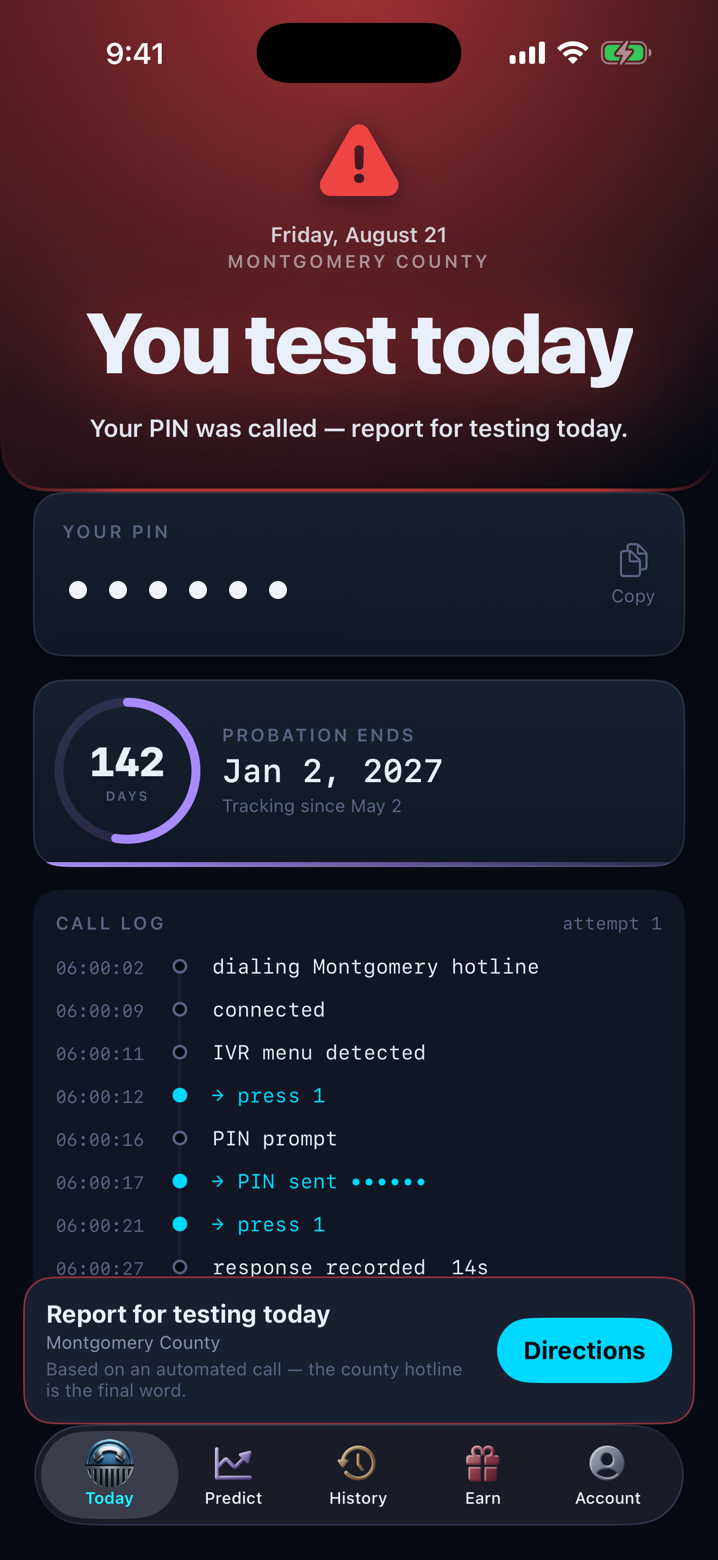 9:41
Friday, August 21
MONTGOMERY COUNTY
You test today
Your PIN was called — report for testing today.
YOUR PIN
••••••
Copy
142
DAYS
PROBATION ENDS
Jan 2, 2027
Tracking since May 2
CALL LOG attempt 1
06:00:02 dialing Montgomery hotline
06:00:09 connected
06:00:11 IVR menu detected
06:00:12 → press 1
06:00:16 PIN prompt
06:00:17 → PIN sent ••••••
06:00:21 → press 1
06:00:27 response recorded 14s
Report for testing today
Montgomery County
Based on an automated call — the county hotline
is the final word.
Directions
Today Predict History Earn Account